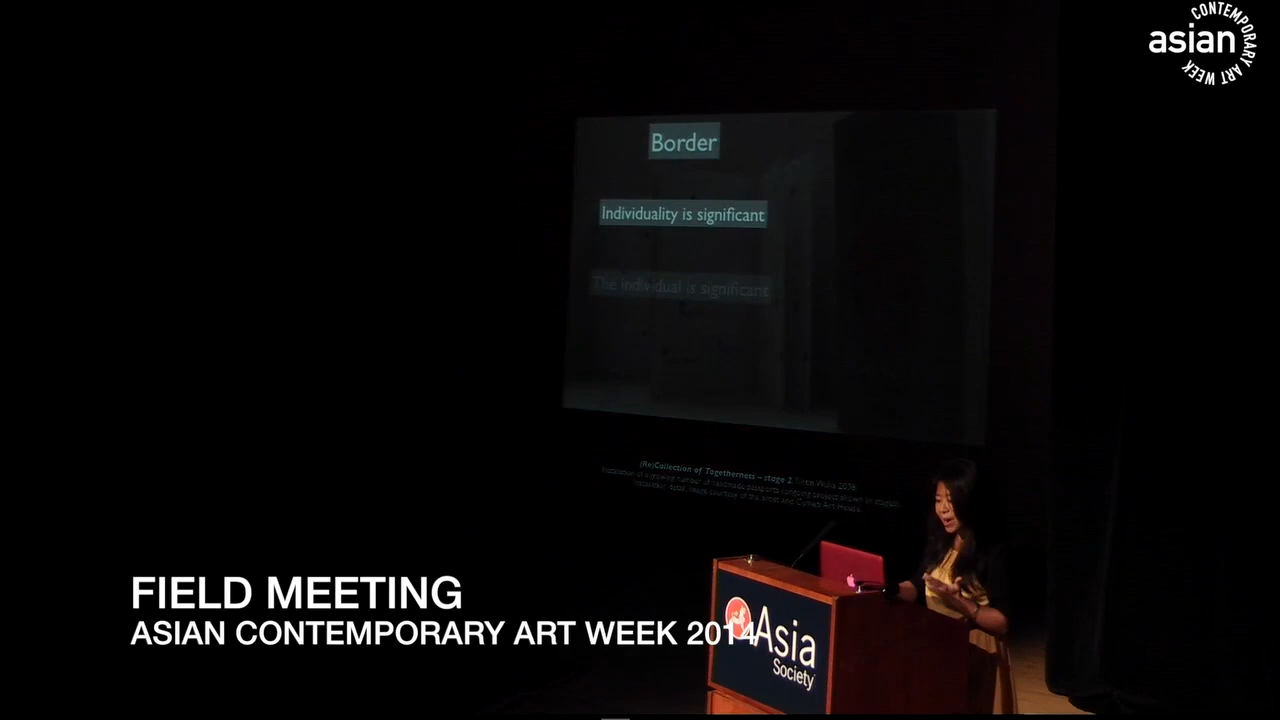 CONTEMPORARY ART WEEK
asian
Border
Individuality is significant
The individual is significant
(Re)Collection of Togetherness – stage 2
FIELD MEETING
ASIAN CONTEMPORARY ART WEEK 2014
Asia
Society